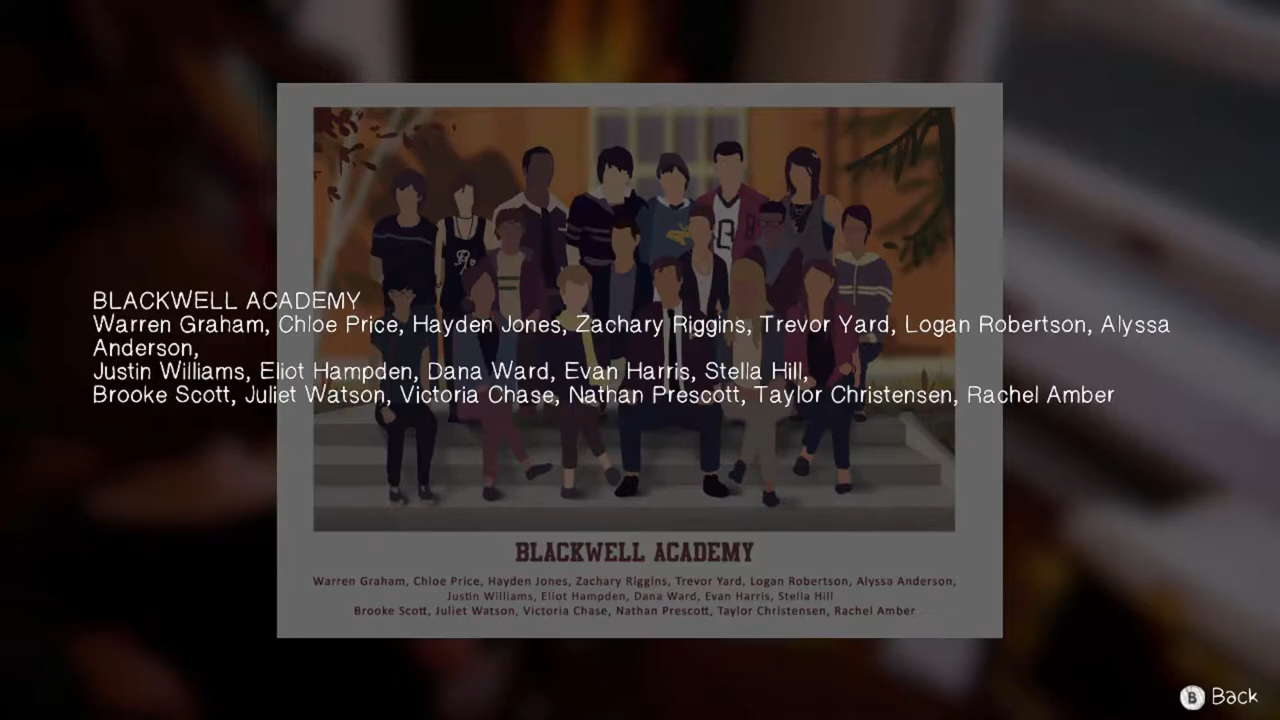 BLACKWELL ACADEMY
Warren Graham, Chloe Price, Hayden Jones, Zachary Riggins, Trevor Yard, Logan Robertson, Alyssa
Anderson,
Justin Williams, Eliot Hampden, Dana Ward, Evan Harris, Stella Hill,
Brooke Scott, Juliet Watson, Victoria Chase, Nathan Prescott, Taylor Christensen, Rachel Amber
B
BLACKWELL ACADEMY
Warren Graham, Chloe Price, Hayden Jones, Zachary Riggins, Trevor Yard, Logan Robertson, Alyssa Anderson,
Justin Williams, Eliot Hampden, Dana Ward, Evan Harris, Stella Hill
Brooke Scott, Juliet Watson, Victoria Chase, Nathan Prescott, Taylor Christensen, Rachel Amber
B Back